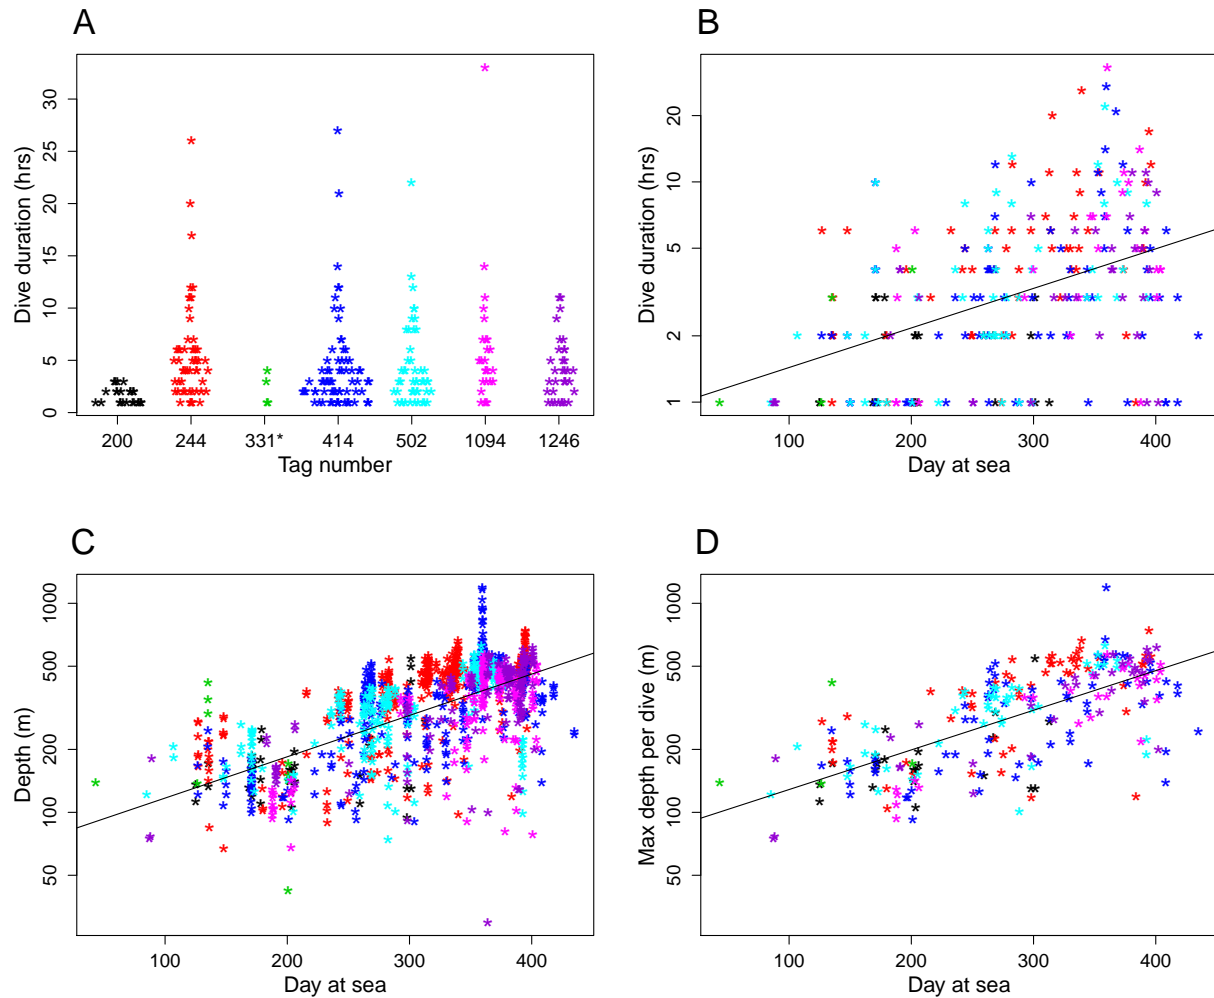 A
Dive duration (hrs)
0 5 10 15 20 25 30
200 244 331* 414 502 1094 1246
Tag number
B
Dive duration (hrs)
1 2 5 10 20
100 200 300 400
Day at sea
C
Depth (m)
50 100 200 500 1000
100 200 300 400
Day at sea
D
Max depth per dive (m)
50 100 200 500 1000
100 200 300 400
Day at sea